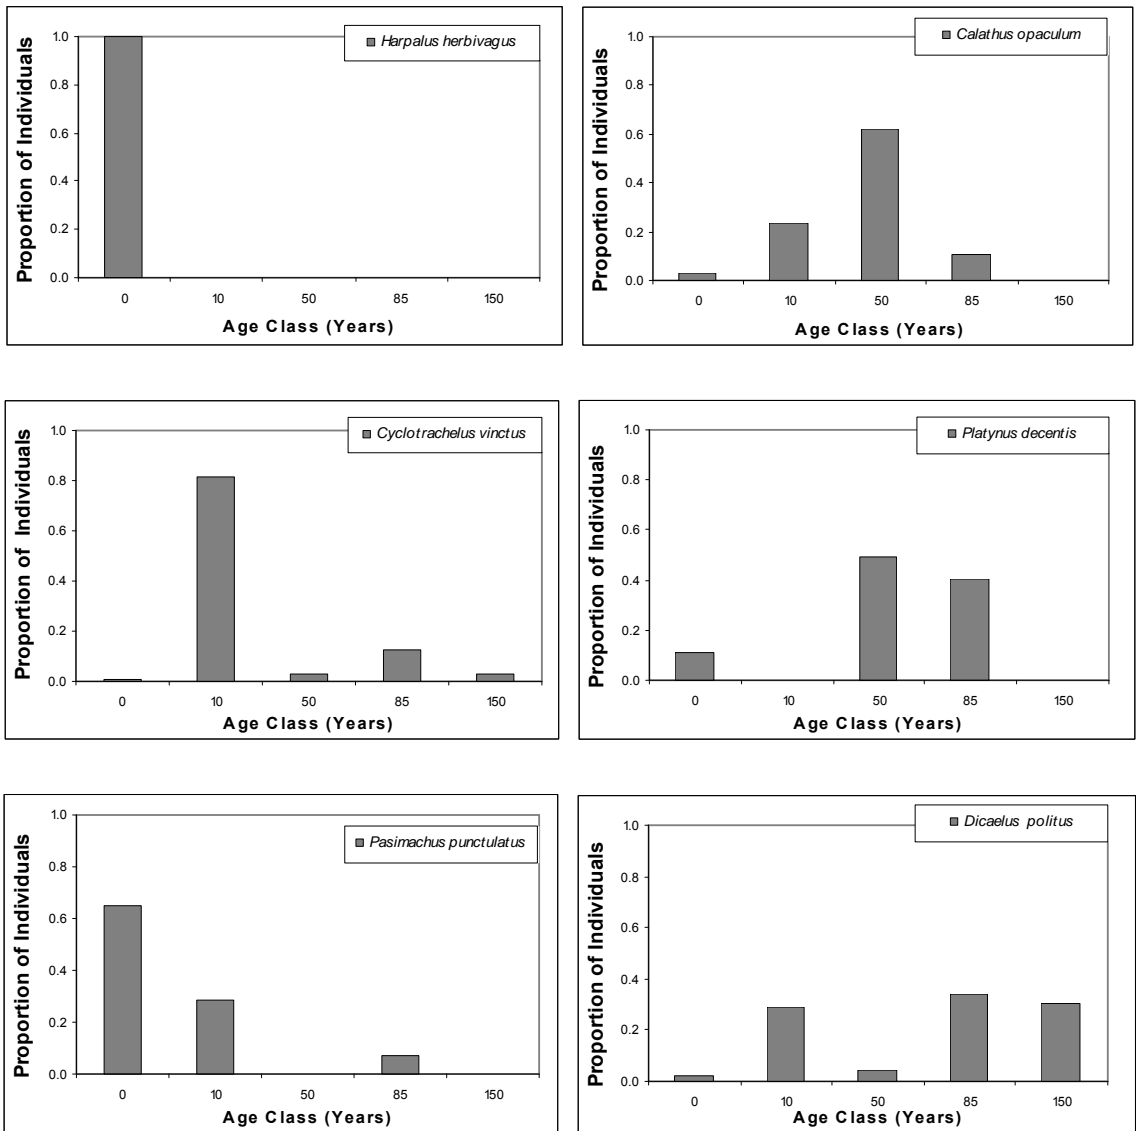 Harpalus herbivagus
Proportion of Individuals
1.0
0.8
0.6
0.4
0.2
0.0
0 10 50 85 150
Age Class (Years)
Calathus opaculum
Proportion of Individuals
1.0
0.8
0.6
0.4
0.2
0.0
0 10 50 85 150
Age Class (Years)
Cyclotrachelus vinctus
Proportion of Individuals
1.0
0.8
0.6
0.4
0.2
0.0
0 10 50 85 150
Age Class (Years)
Platynus decentis
Proportion of Individuals
1.0
0.8
0.6
0.4
0.2
0.0
0 10 50 85 150
Age Class (Years)
Pasimachus punctulatus
Proportion of Individuals
1.0
0.8
0.6
0.4
0.2
0.0
0 10 50 85 150
Age Class (Years)
Dicaelus politus
Proportion of Individuals
1.0
0.8
0.6
0.4
0.2
0.0
0 10 50 85 150
Age Class (Years)